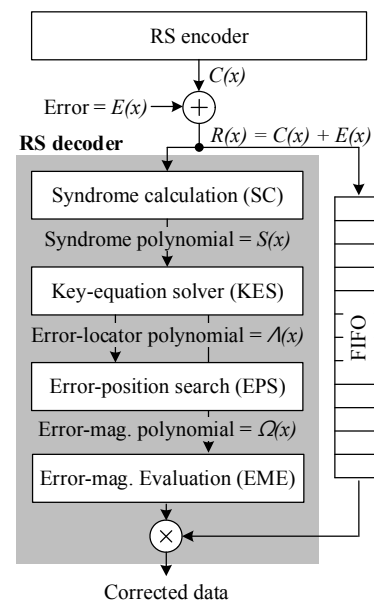 RS encoder
C(x)
Error = E(x)
+
RS decoder
R(x) = C(x) + E(x)
Syndrome calculation (SC)
Syndrome polynomial = S(x)
Key-equation solver (KES)
Error-locator polynomial = Λ(x)
FIFO
Error-position search (EPS)
Error-mag. polynomial = Ω(x)
Error-mag. Evaluation (EME)
×
Corrected data